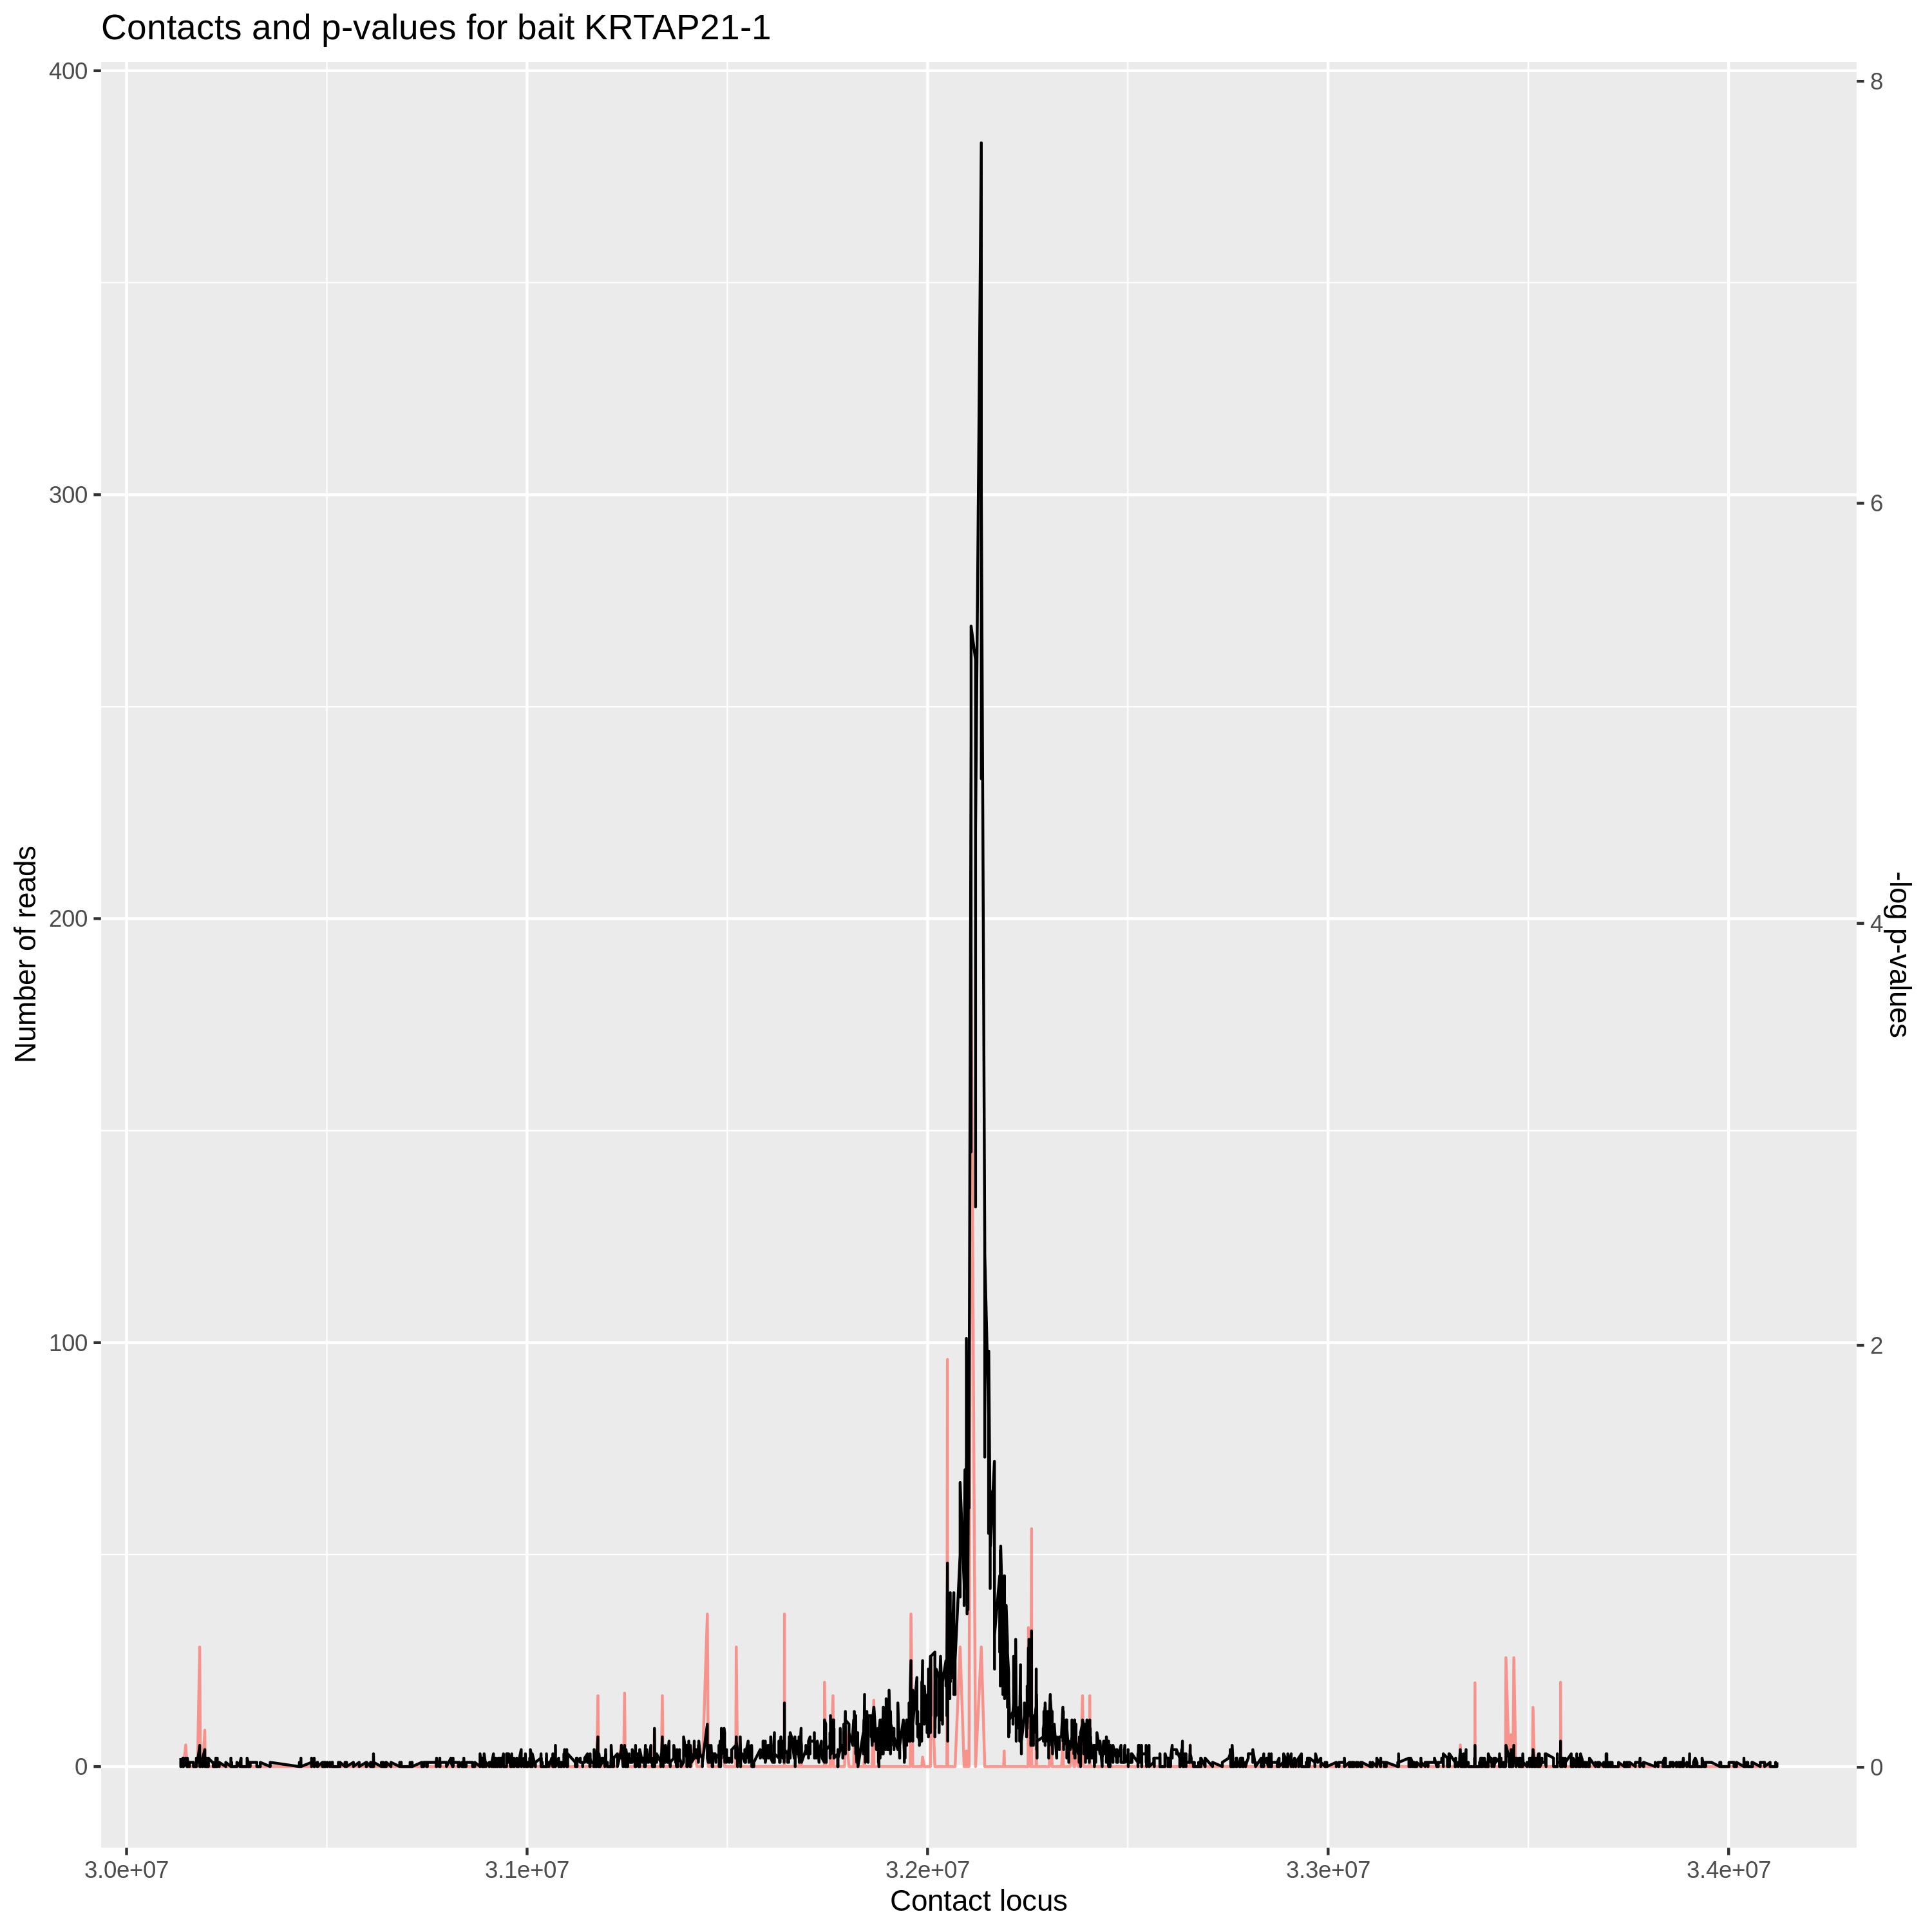 Contacts and p-values for bait KRTAP21-1
400
300
200
100
0
Number of reads
8
6
4
2
0
-log p-values
3.0e+07
3.1e+07
3.2e+07
3.3e+07
3.4e+07
Contact locus